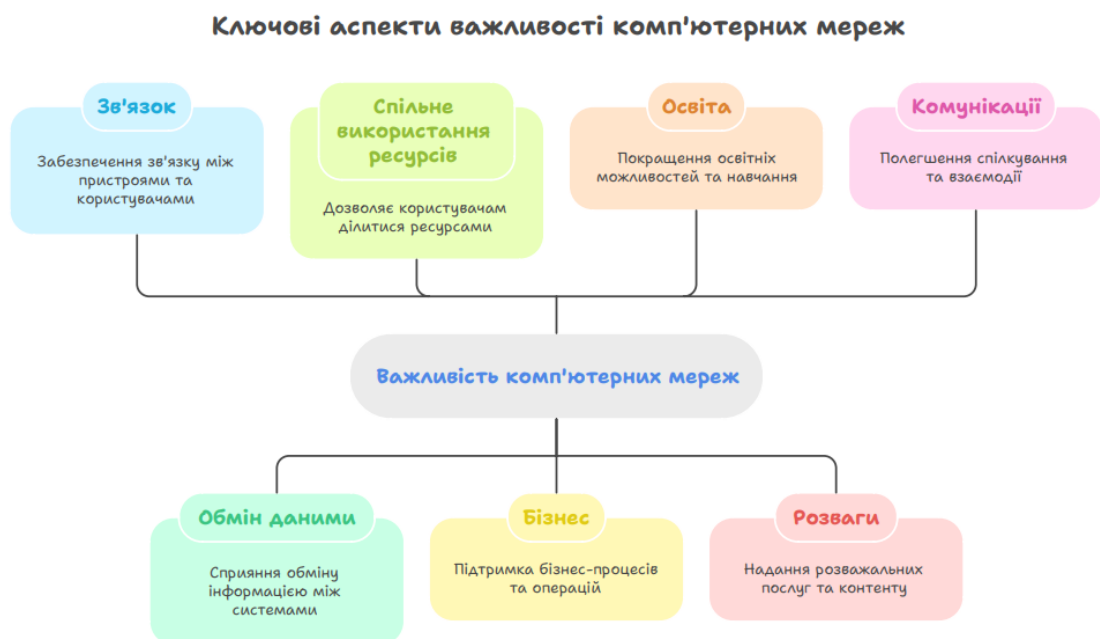 Ключові аспекти важливості комп'ютерних мереж
Зв'язок
Забезпечення зв'язку між
пристроями та
користувачами
Спільне
використання
ресурсів
Дозволяє користувачам
ділитися ресурсами
Освіта
Покращення освітніх
можливостей та навчання
Комунікації
Полегшення спілкування
та взаємодії
Важливість комп'ютерних мереж
Обмін даними
Сприяння обміну
інформацією між
системами
Бізнес
Підтримка бізнес-процесів
та операцій
Розваги
Надання розважальних
послуг та контенту